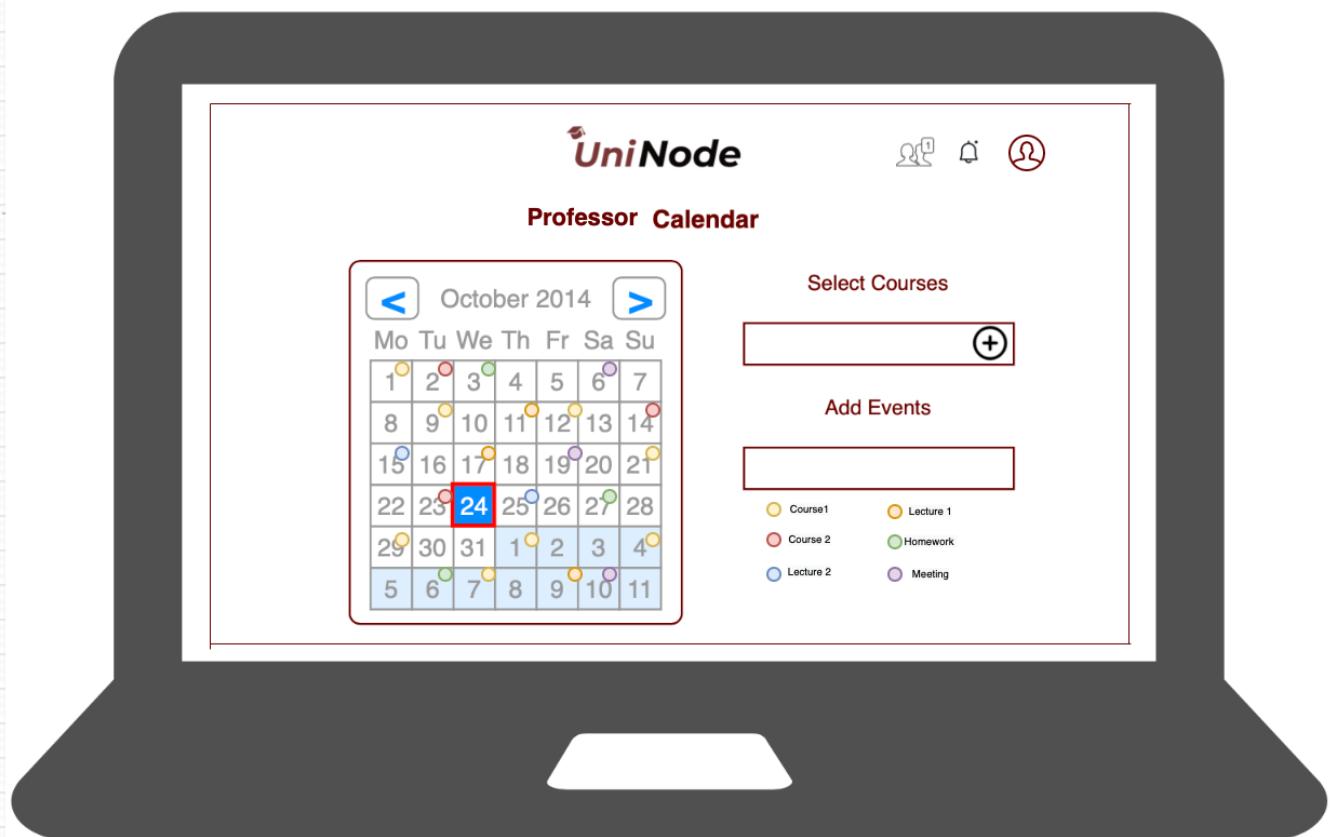 UniNode
1
Professor Calendar
< October 2014 >
Mo Tu We Th Fr Sa Su
1 2 3 4 5 6 7
8 9 10 11 12 13 14
15 16 17 18 19 20 21
22 23 24 25 26 27 28
29 30 31 1 2 3 4
5 6 7 8 9 10 11
Select Courses
Add Events
Course1 Lecture 1
Course 2 Homework
Lecture 2 Meeting